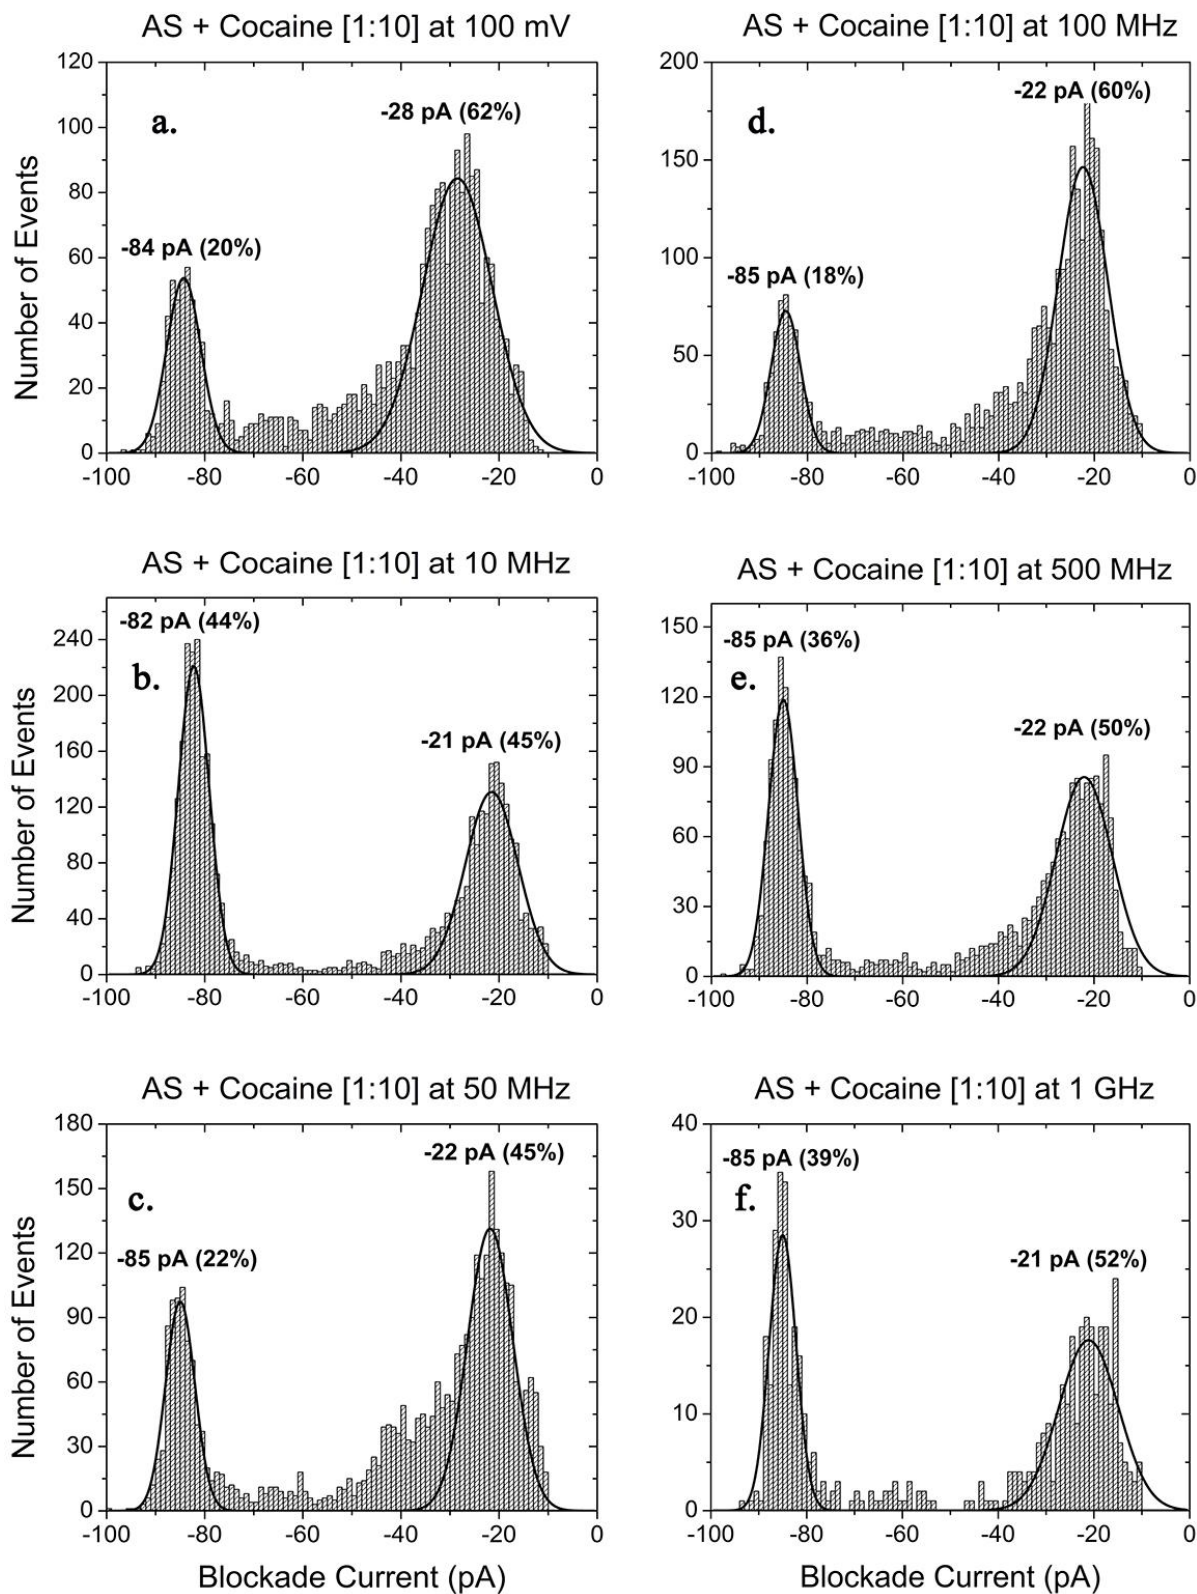 AS + Cocaine [1:10] at 100 mV
120
100
80
60
40
20
0
-100 -80 -60 -40 -20 0
Number of Events
a.
-84 pA (20%)
-28 pA (62%)
AS + Cocaine [1:10] at 100 MHz
200
150
100
50
0
-100 -80 -60 -40 -20 0
d.
-85 pA (18%)
-22 pA (60%)
AS + Cocaine [1:10] at 10 MHz
240
200
160
120
80
40
0
-100 -80 -60 -40 -20 0
Number of Events
b.
-82 pA (44%)
-21 pA (45%)
AS + Cocaine [1:10] at 500 MHz
150
120
90
60
30
0
-100 -80 -60 -40 -20 0
e.
-85 pA (36%)
-22 pA (50%)
AS + Cocaine [1:10] at 50 MHz
180
150
120
90
60
30
0
-100 -80 -60 -40 -20 0
Number of Events
Blockade Current (pA)
c.
-85 pA (22%)
-22 pA (45%)
AS + Cocaine [1:10] at 1 GHz
40
30
20
10
0
-100 -80 -60 -40 -20 0
Blockade Current (pA)
f.
-85 pA (39%)
-21 pA (52%)